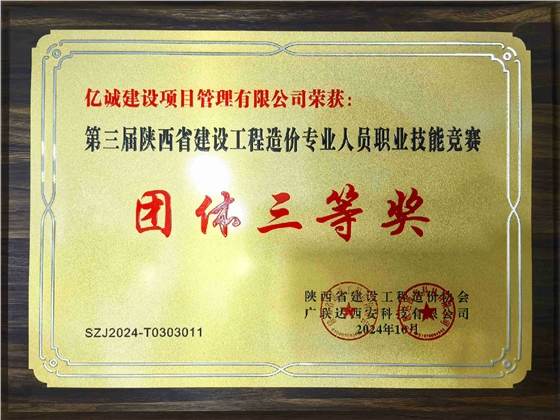 亿诚建设项目管理有限公司荣获:
第三届陕西省建设工程造价专业人员职业技能竞赛
团体三等奖
陕西省建设工程造价协会
广联达西安科技有限公司
SZJ2024-T0303011
2024年10月